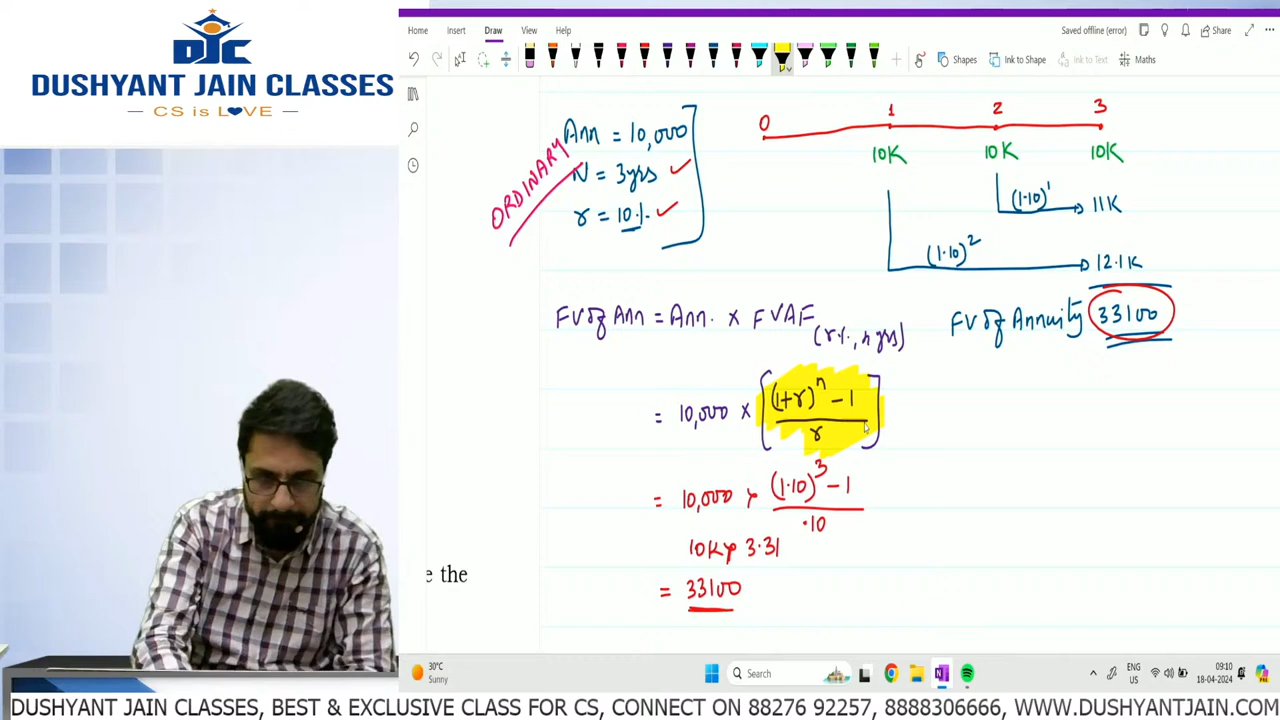 DJC
DUSHYANT JAIN CLASSES
CS is L❤VE
Home Insert Draw View Help
Saved offline (error)
Share
Shapes
Ink to Shape
Ink to Text
Maths
ORDINARY
Ann = 10,000
N = 3yrs ✓
r = 10% ✓
0 1 2 3
10K 10K 10K
(1.10)¹ 11K
(1.10)² 12.1K
FV of Ann = Ann. × FVAF (r%, n yrs)
FV of Annuity 33100
= 10,000 × [(1+r)ⁿ - 1
r]
= 10,000 × (1.10)³ - 1
.10
10K × 3.31
= 33100
e the
30°C
Sunny
Search
ENG
US
09:10
18-04-2024
DUSHYANT JAIN CLASSES, BEST & EXCLUSIVE CLASS FOR CS, CONNECT ON 88276 92257, 8888306666, WWW.DUSHYANTJAIN.COM